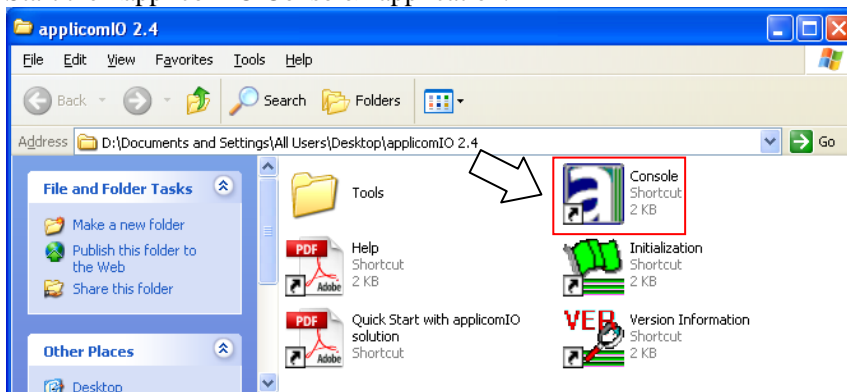 applicomIO 2.4
File Edit View Favorites Tools Help
Back Search Folders
Address D:\Documents and Settings\All Users\Desktop\applicomIO 2.4 Go
File and Folder Tasks
Make a new folder
Publish this folder to
the Web
Share this folder
Other Places
Desktop
Tools
Console
Shortcut
2 KB
PDF
Adobe
Help
Shortcut
2 KB
Initialization
Shortcut
2 KB
PDF
Adobe
Quick Start with applicomIO
solution
Shortcut
VER
Version Information
Shortcut
2 KB